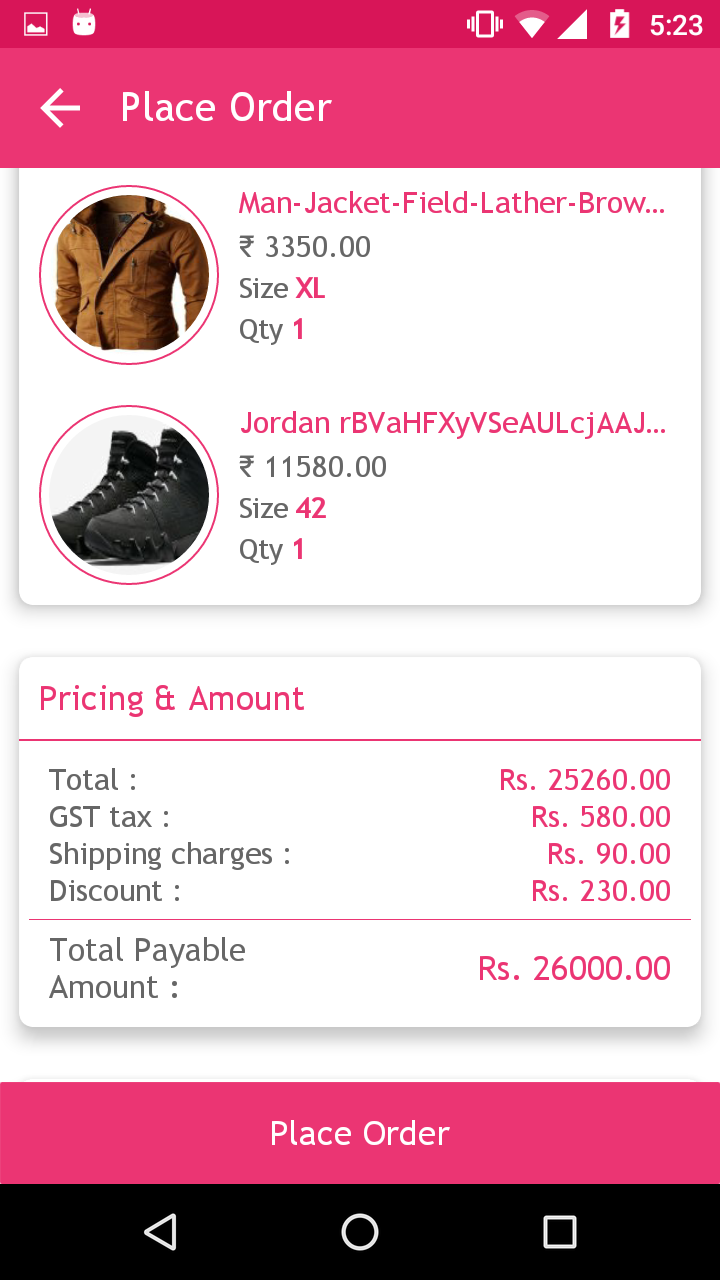 5:23
Place Order
Man-Jacket-Field-Lather-Brow...
₹ 3350.00
Size XL
Qty 1
Jordan rBVaHFXyVSeAULcjAAJ...
₹ 11580.00
Size 42
Qty 1
Pricing & Amount
Total : Rs. 25260.00
GST tax : Rs. 580.00
Shipping charges : Rs. 90.00
Discount : Rs. 230.00
Total Payable
Amount : Rs. 26000.00
Place Order